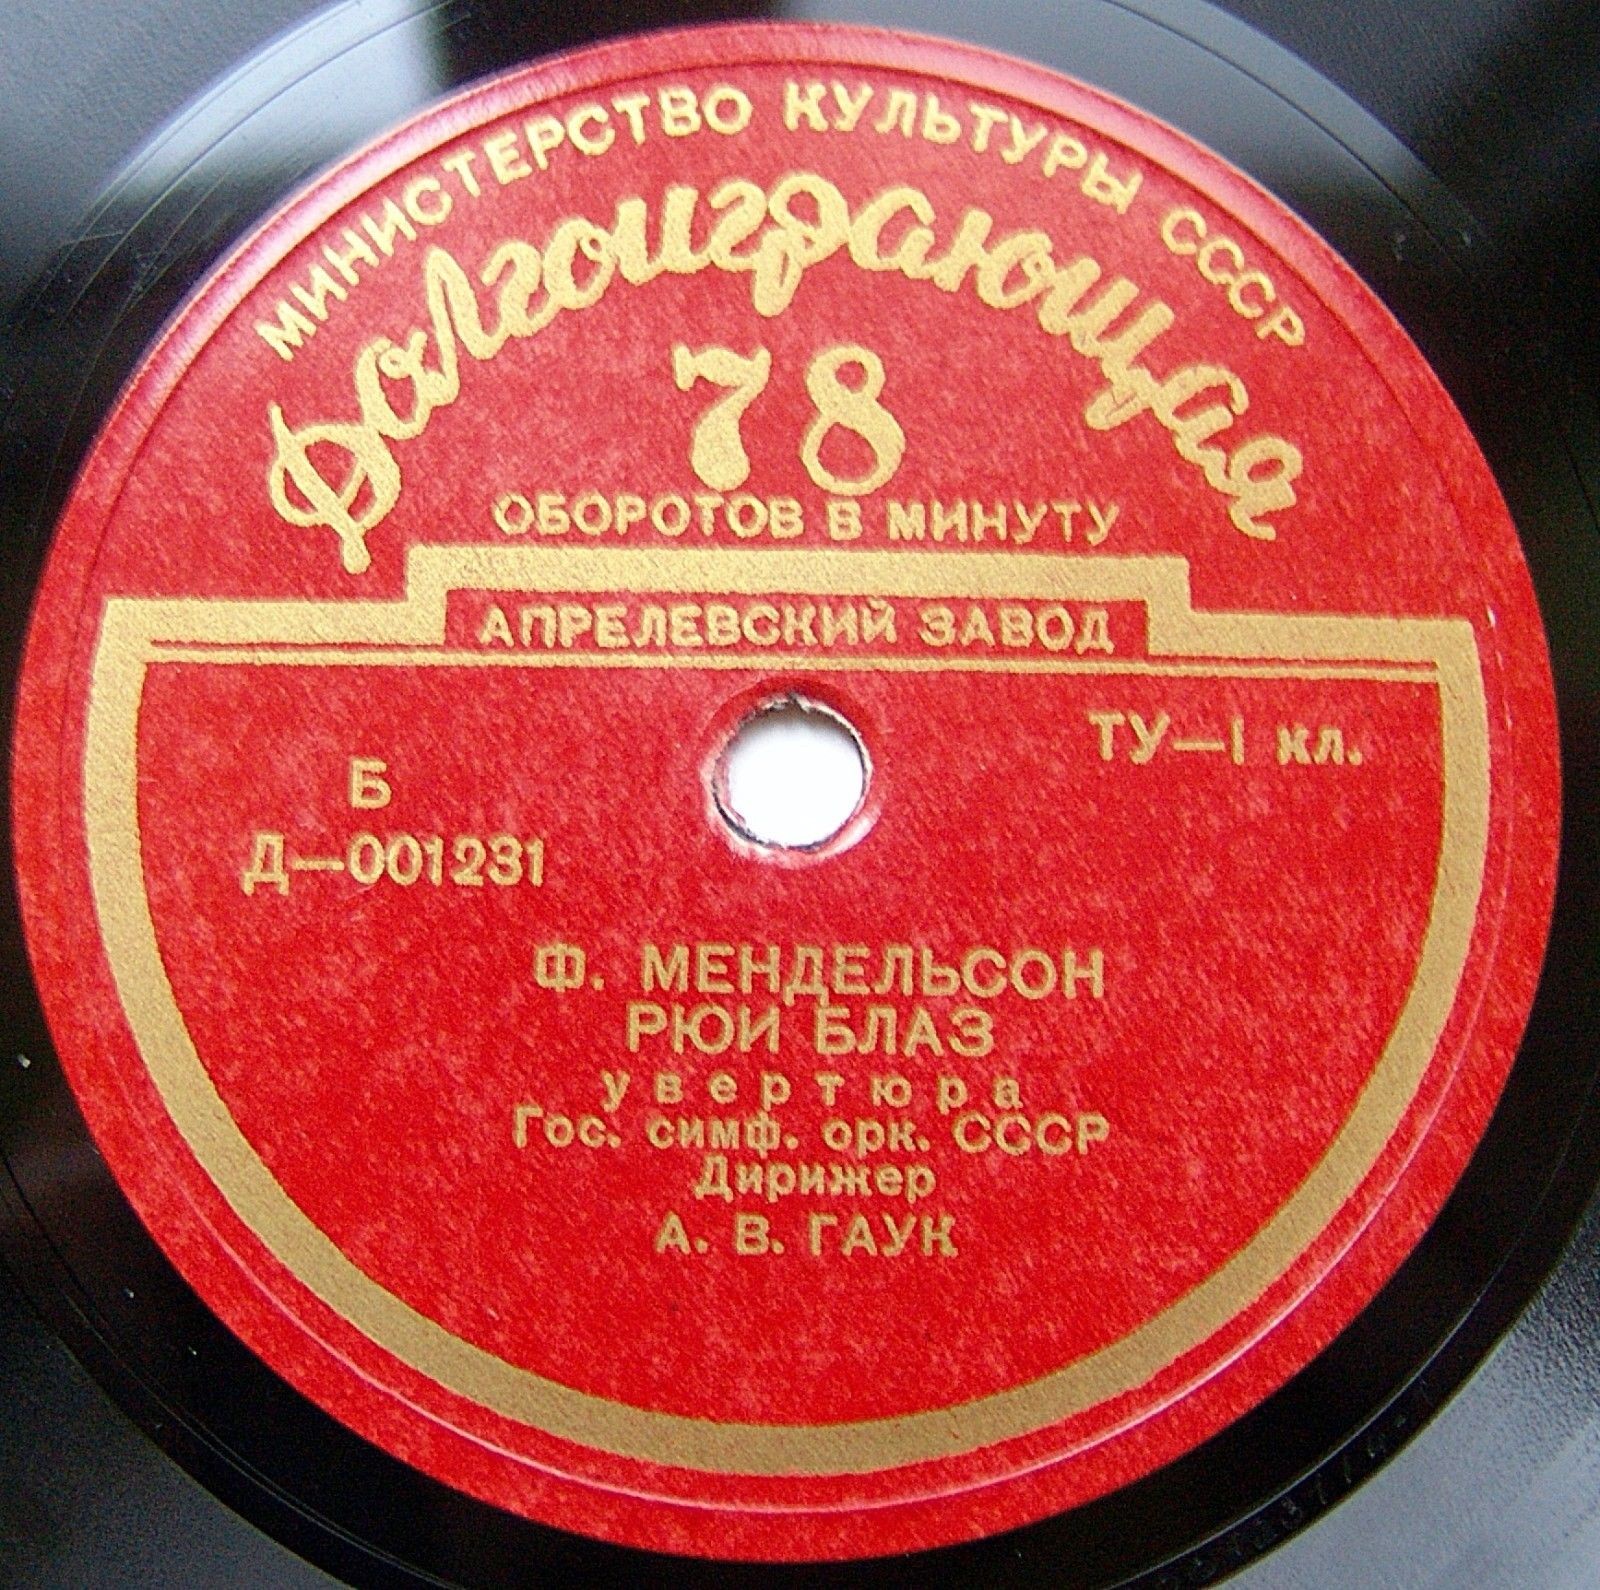 МИНИСТЕРСТВО КУЛЬТУРЫ СССР
Долгоиграющая
78
ОБОРОТОВ В МИНУТУ
АПРЕЛЕВСКИЙ ЗАВОД
ТУ—I кл.
Б
Д—001231
Ф. МЕНДЕЛЬСОН
РЮИ БЛАЗ
увертюра
Гос. симф. орк. СССР
Дирижер
А. В. ГАУК